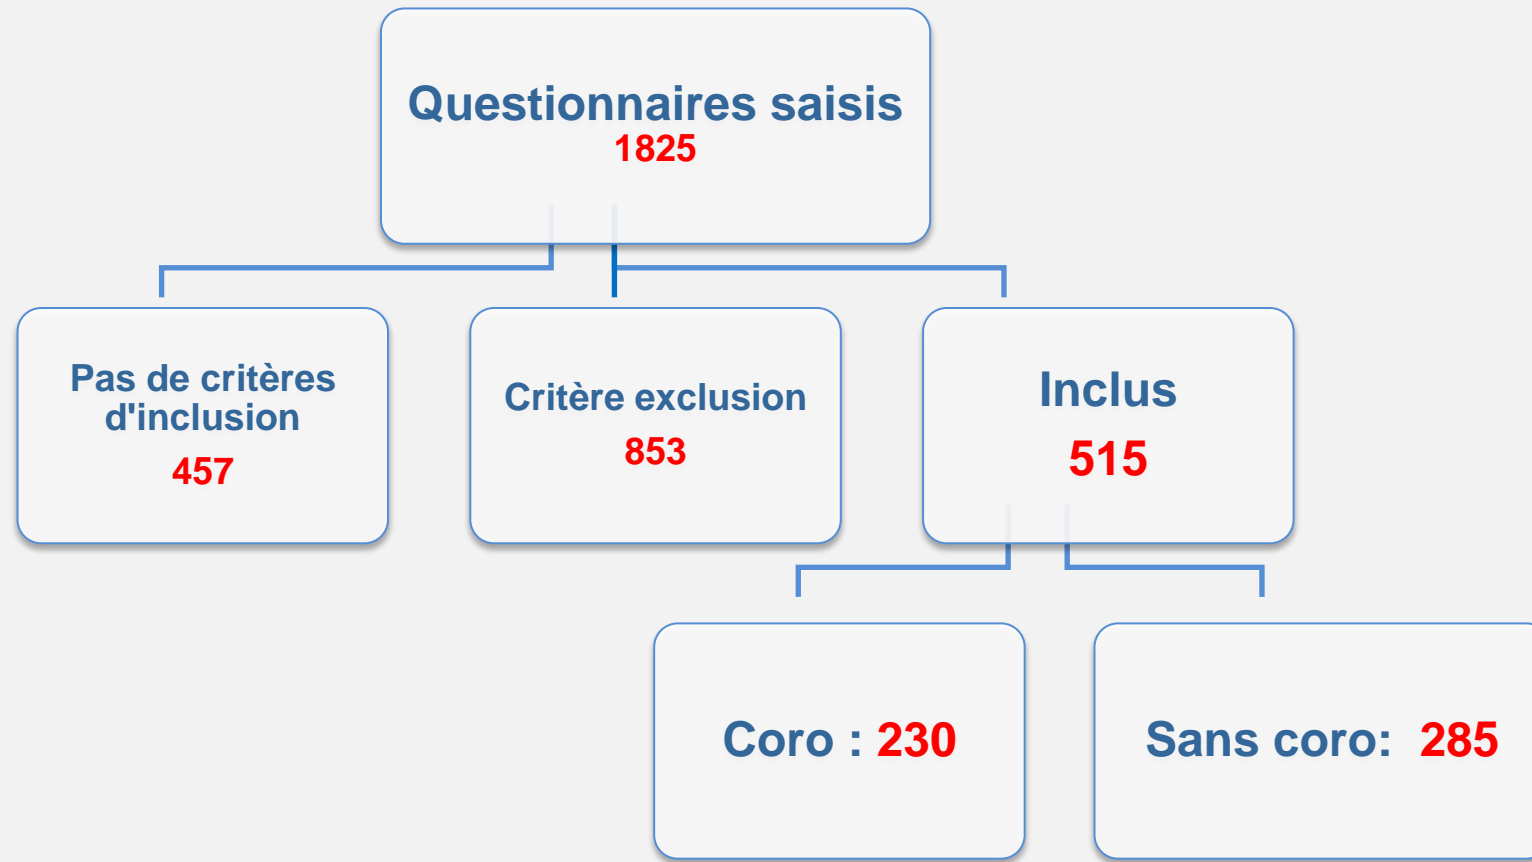 Questionnaires saisis
1825
Pas de critères
d'inclusion
457
Critère exclusion
853
Inclus
515
Coro : 230
Sans coro:  285